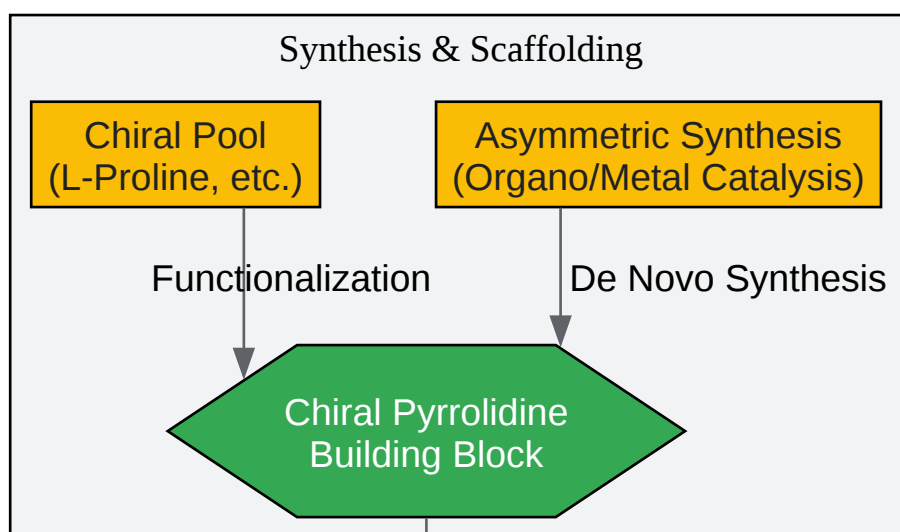 Synthesis & Scaffolding
Chiral Pool
(L-Proline, etc.)
Asymmetric Synthesis
(Organo/Metal Catalysis)
Functionalization
De Novo Synthesis
Chiral Pyrrolidine
Building Block